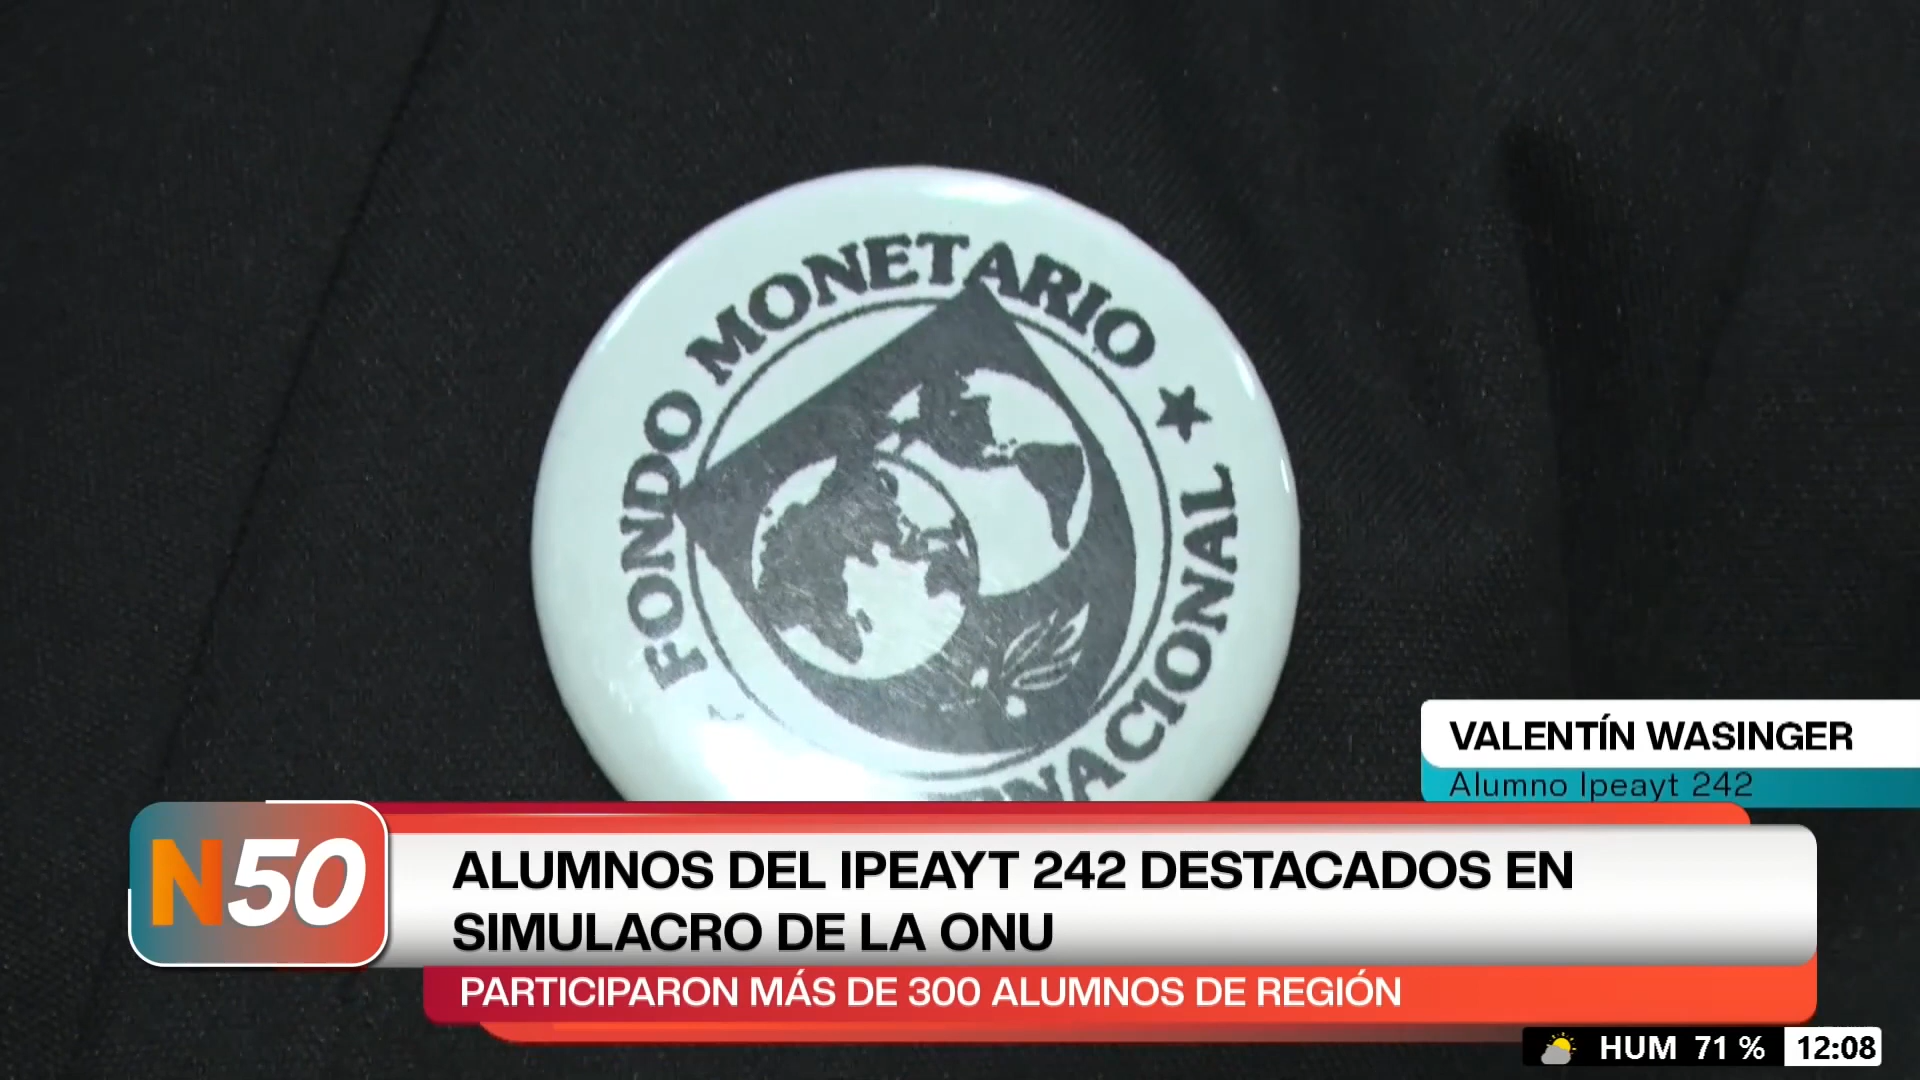 FONDO MONETARIO
NACIONAL
VALENTÍN WASINGER
Alumno Ipeayt 242
N50
ALUMNOS DEL IPEAYT 242 DESTACADOS EN
SIMULACRO DE LA ONU
PARTICIPARON MÁS DE 300 ALUMNOS DE REGIÓN
HUM 71 % 12:08